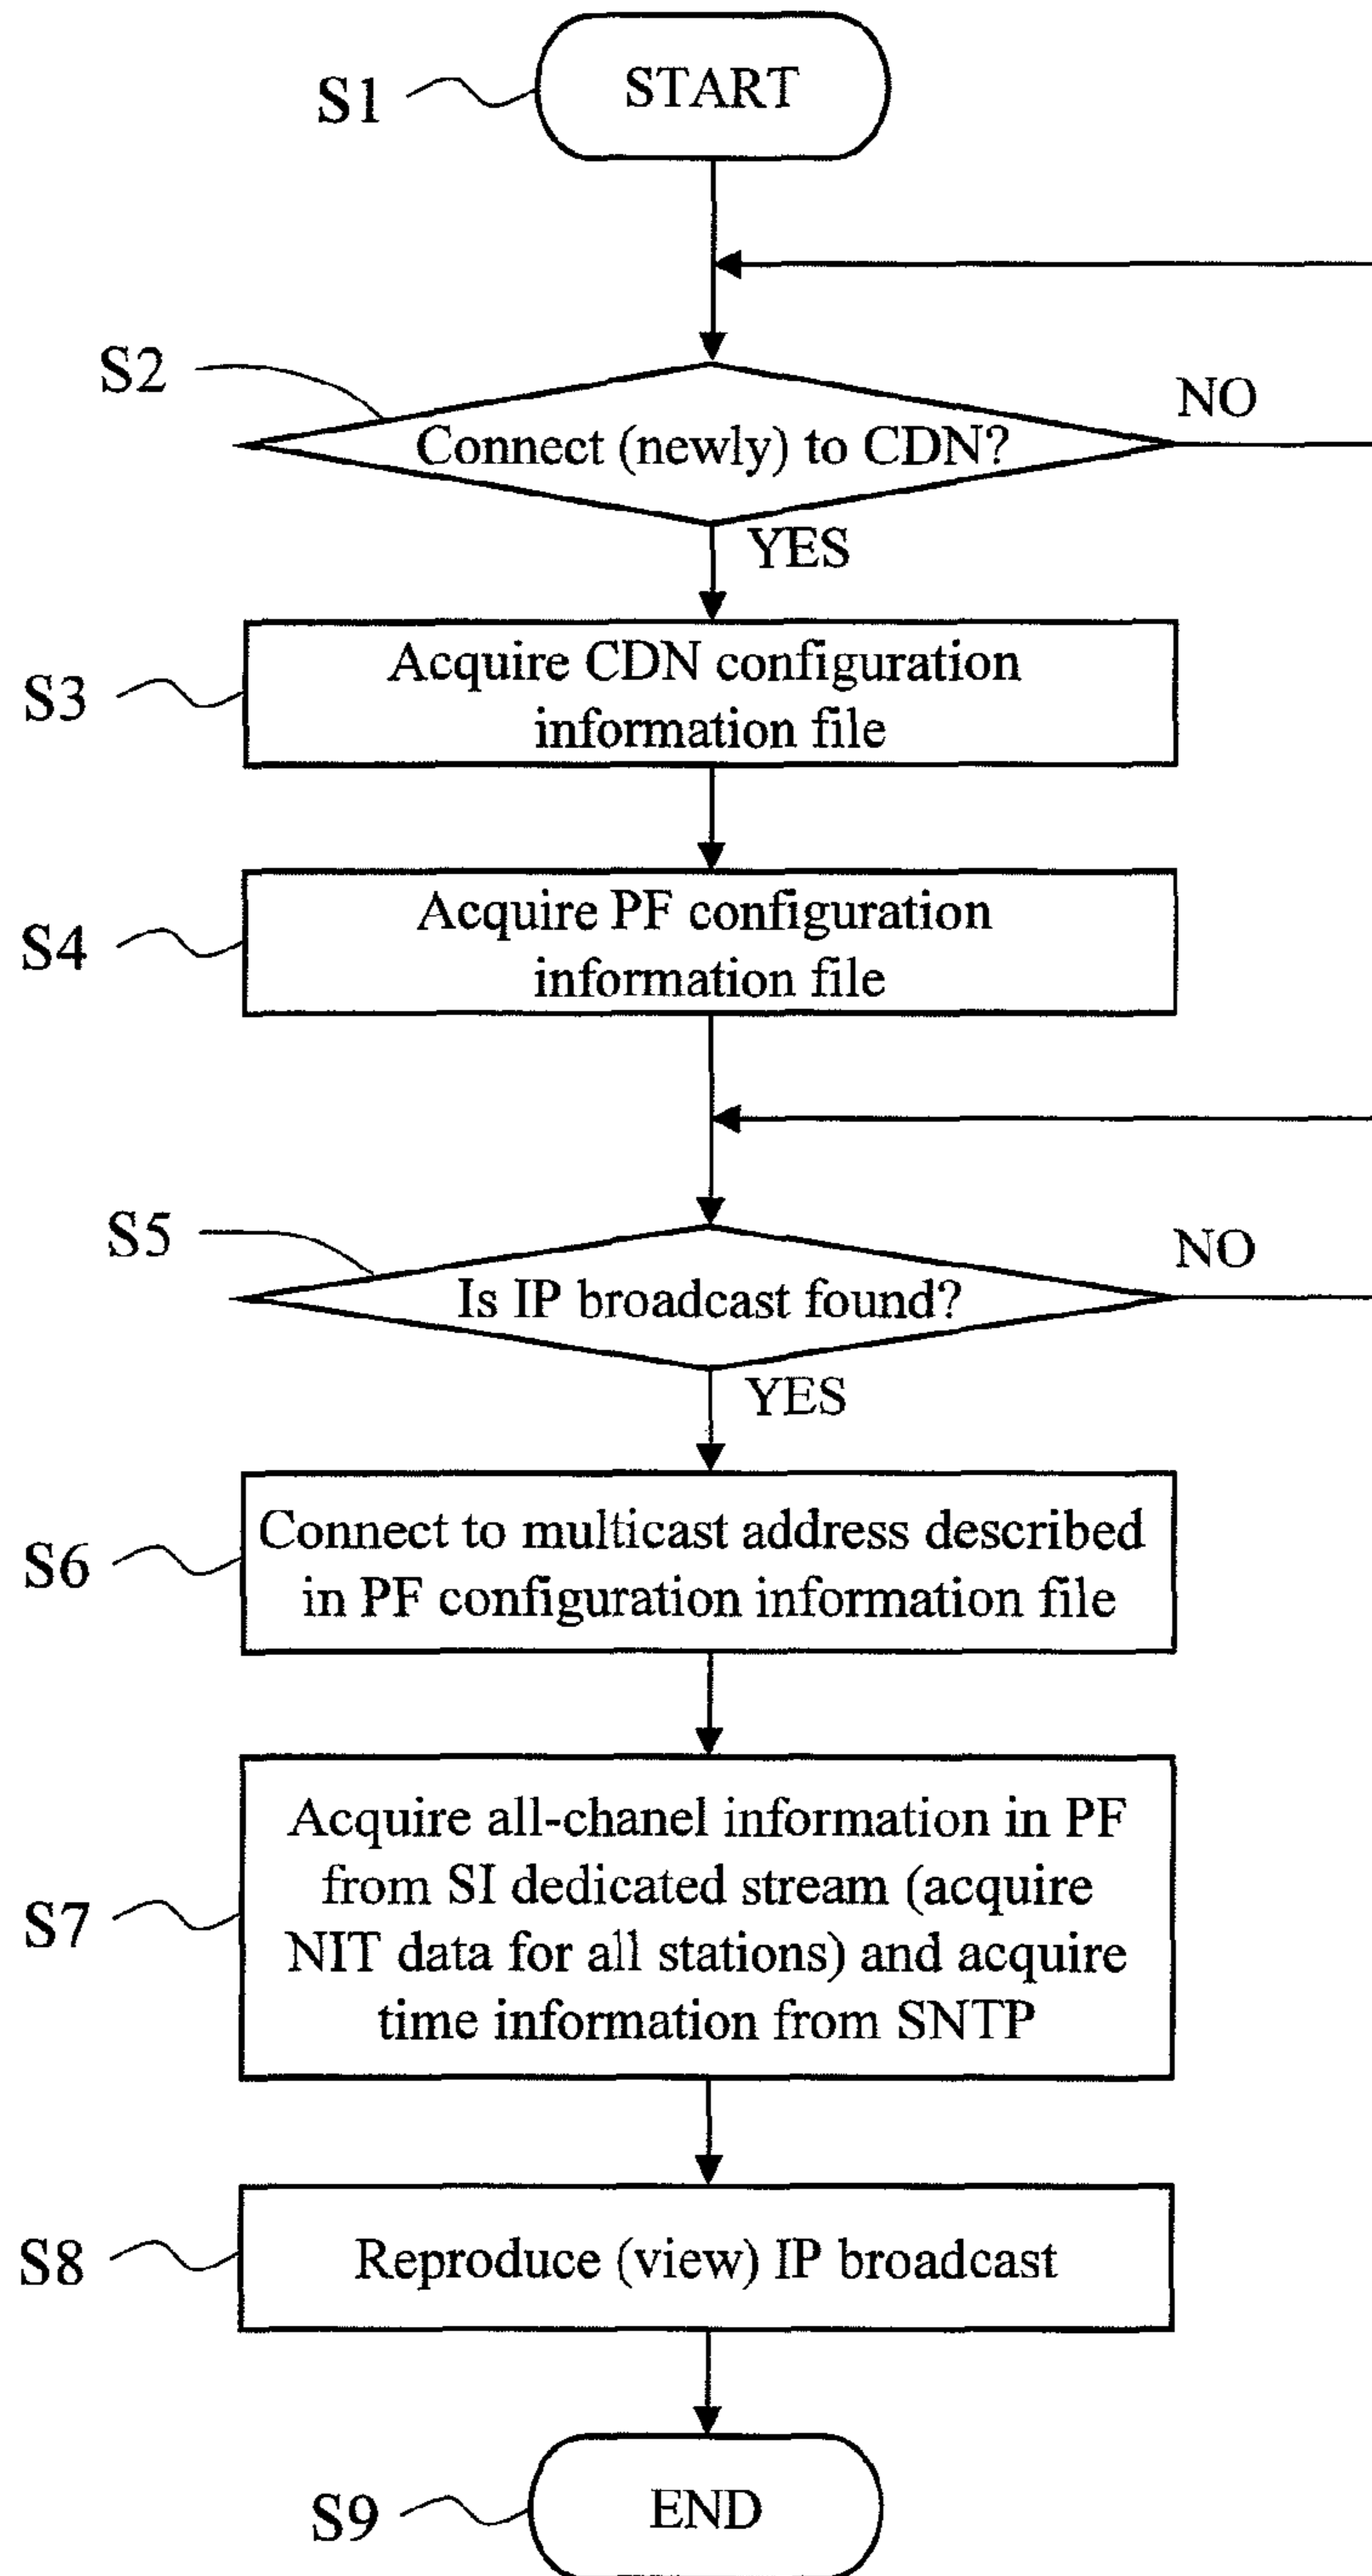 S1
START
S2
Connect (newly) to CDN?
NO
YES
S3
Acquire CDN configuration
information file
S4
Acquire PF configuration
information file
S5
Is IP broadcast found?
NO
YES
S6
Connect to multicast address described
in PF configuration information file
S7
Acquire all-chanel information in PF
from SI dedicated stream (acquire
NIT data for all stations) and acquire
time information from SNTP
S8
Reproduce (view) IP broadcast
S9
END